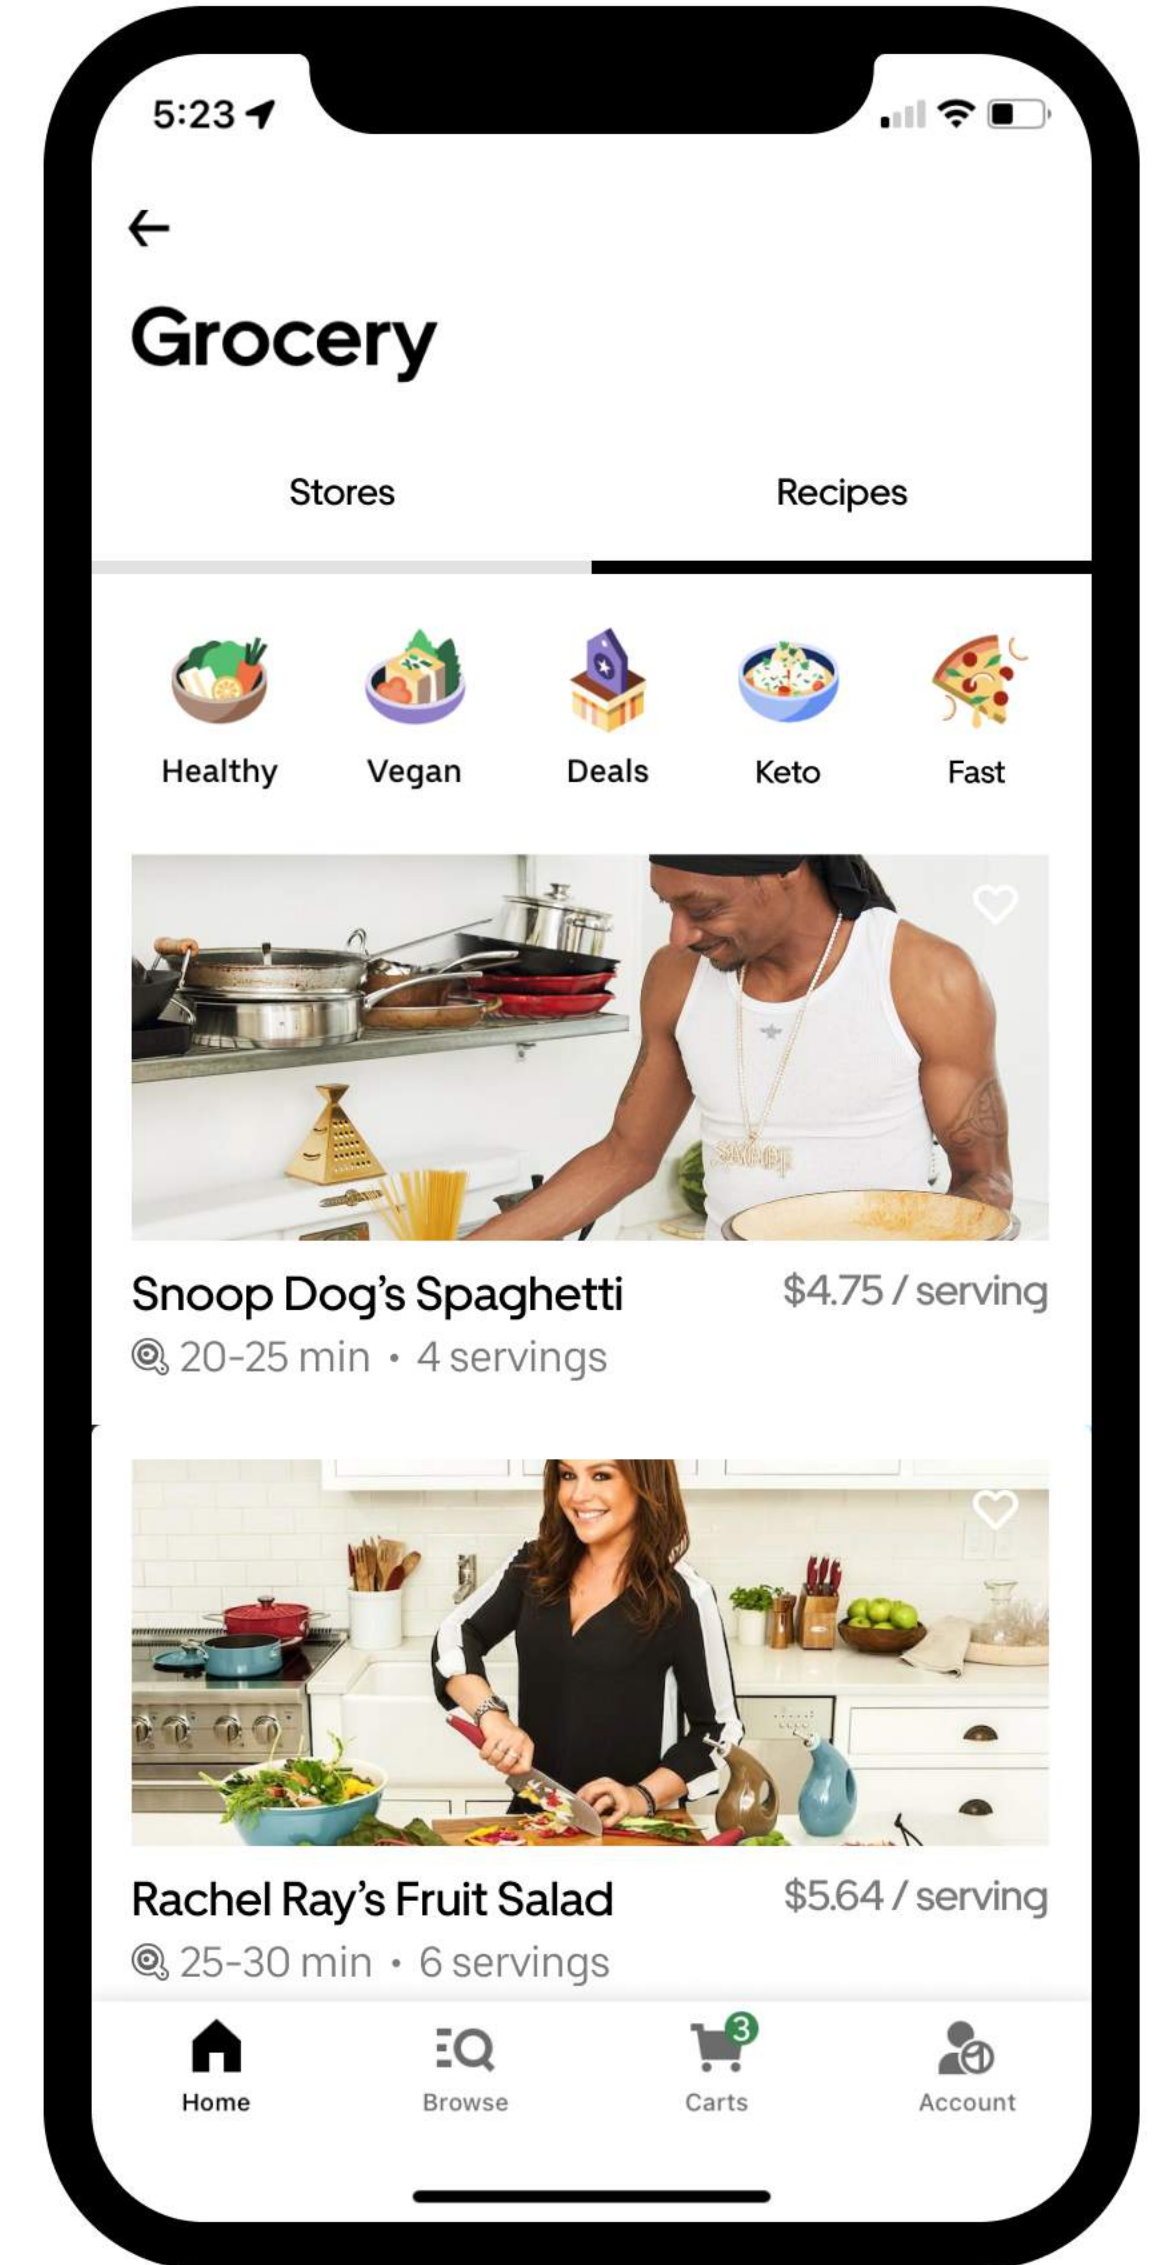 5:23
Grocery
Stores Recipes
Healthy Vegan Deals Keto Fast
Snoop Dog’s Spaghetti $4.75 / serving
20-25 min • 4 servings
Rachel Ray’s Fruit Salad $5.64 / serving
25-30 min • 6 servings
3
Home Browse Carts Account